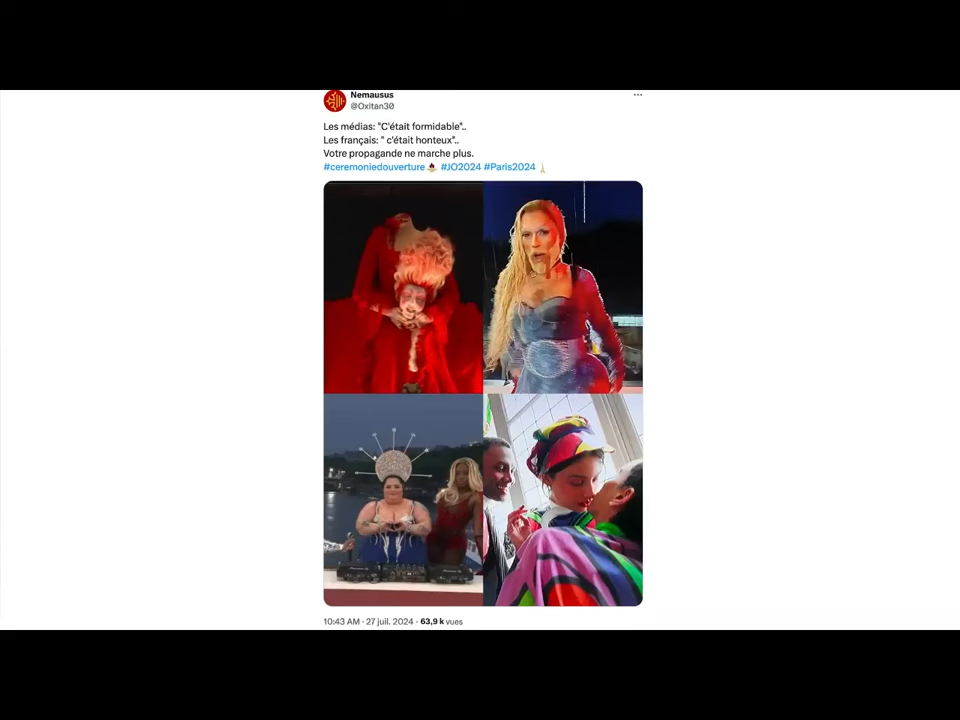 Nemausus
@Oxitan30
Les médias: "C'était formidable"..
Les français: " c'était honteux"..
Votre propagande ne marche plus.
#ceremoniedouverture #JO2024 #Paris2024
10:43 AM · 27 juil. 2024 · 63,9 k vues